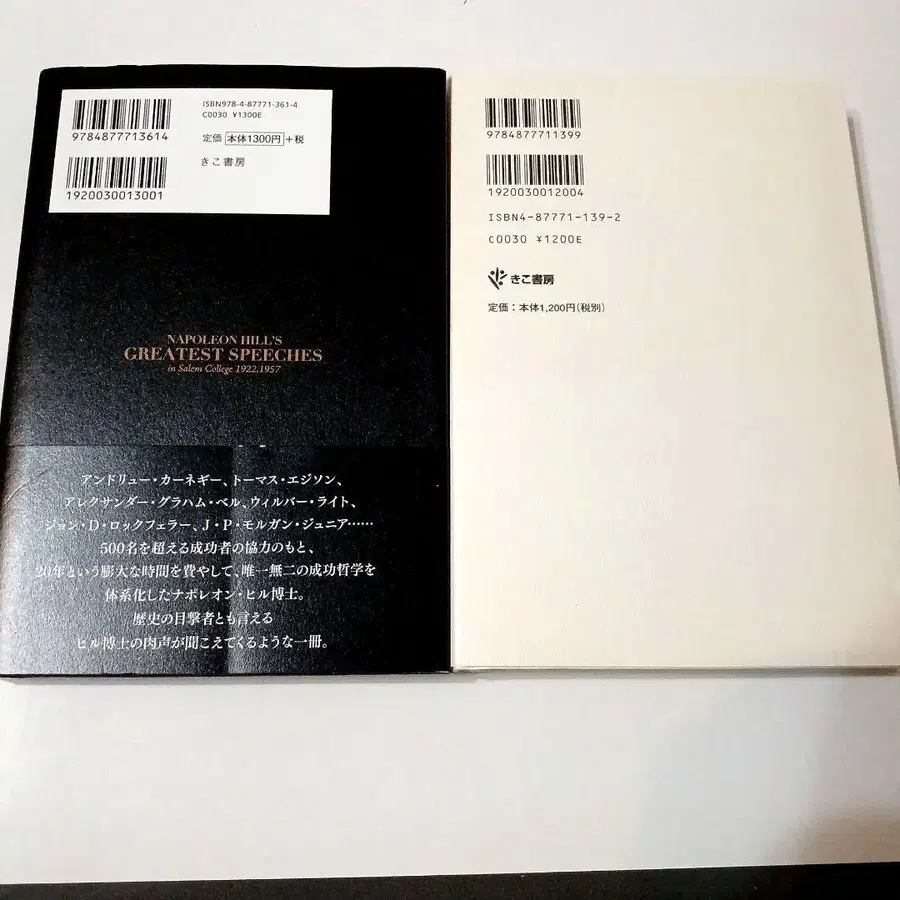 9784877713614
1920030013001
ISBN978-4-87771-361-4
C0030 ¥1300E
定価 本体1300円+税
きこ書房
NAPOLEON HILL'S
GREATEST SPEECHES
in Salem College 1922,1957
アンドリュー・カーネギー、トーマス・エジソン、
アレクサンダー・グラハム・ベル、ウィルバー・ライト、
ジョン・D・ロックフェラー、J・P・モルガン・ジュニア……
500名を超える成功者の協力のもと、
20年という膨大な時間を費やして、唯一無二の成功哲学を
体系化したナポレオン・ヒル博士。
歴史の目撃者とも言える
ヒル博士の肉声が聞こえてくるような一冊。
9784877711399
1920030012004
ISBN4-87771-139-2
C0030 ¥1200E
きこ書房
定価:本体1,200円(税別)